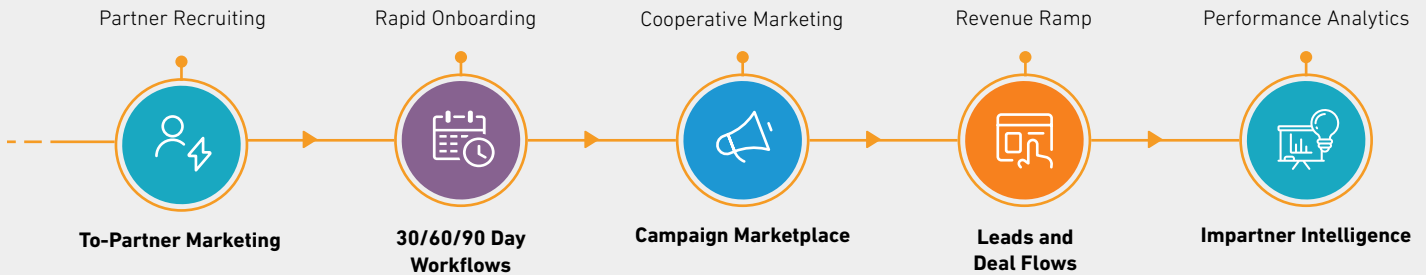 Partner Recruiting
Rapid Onboarding
Cooperative Marketing
Revenue Ramp
Performance Analytics
To-Partner Marketing
30/60/90 Day
Workflows
Campaign Marketplace
Leads and
Deal Flows
Impartner Intelligence